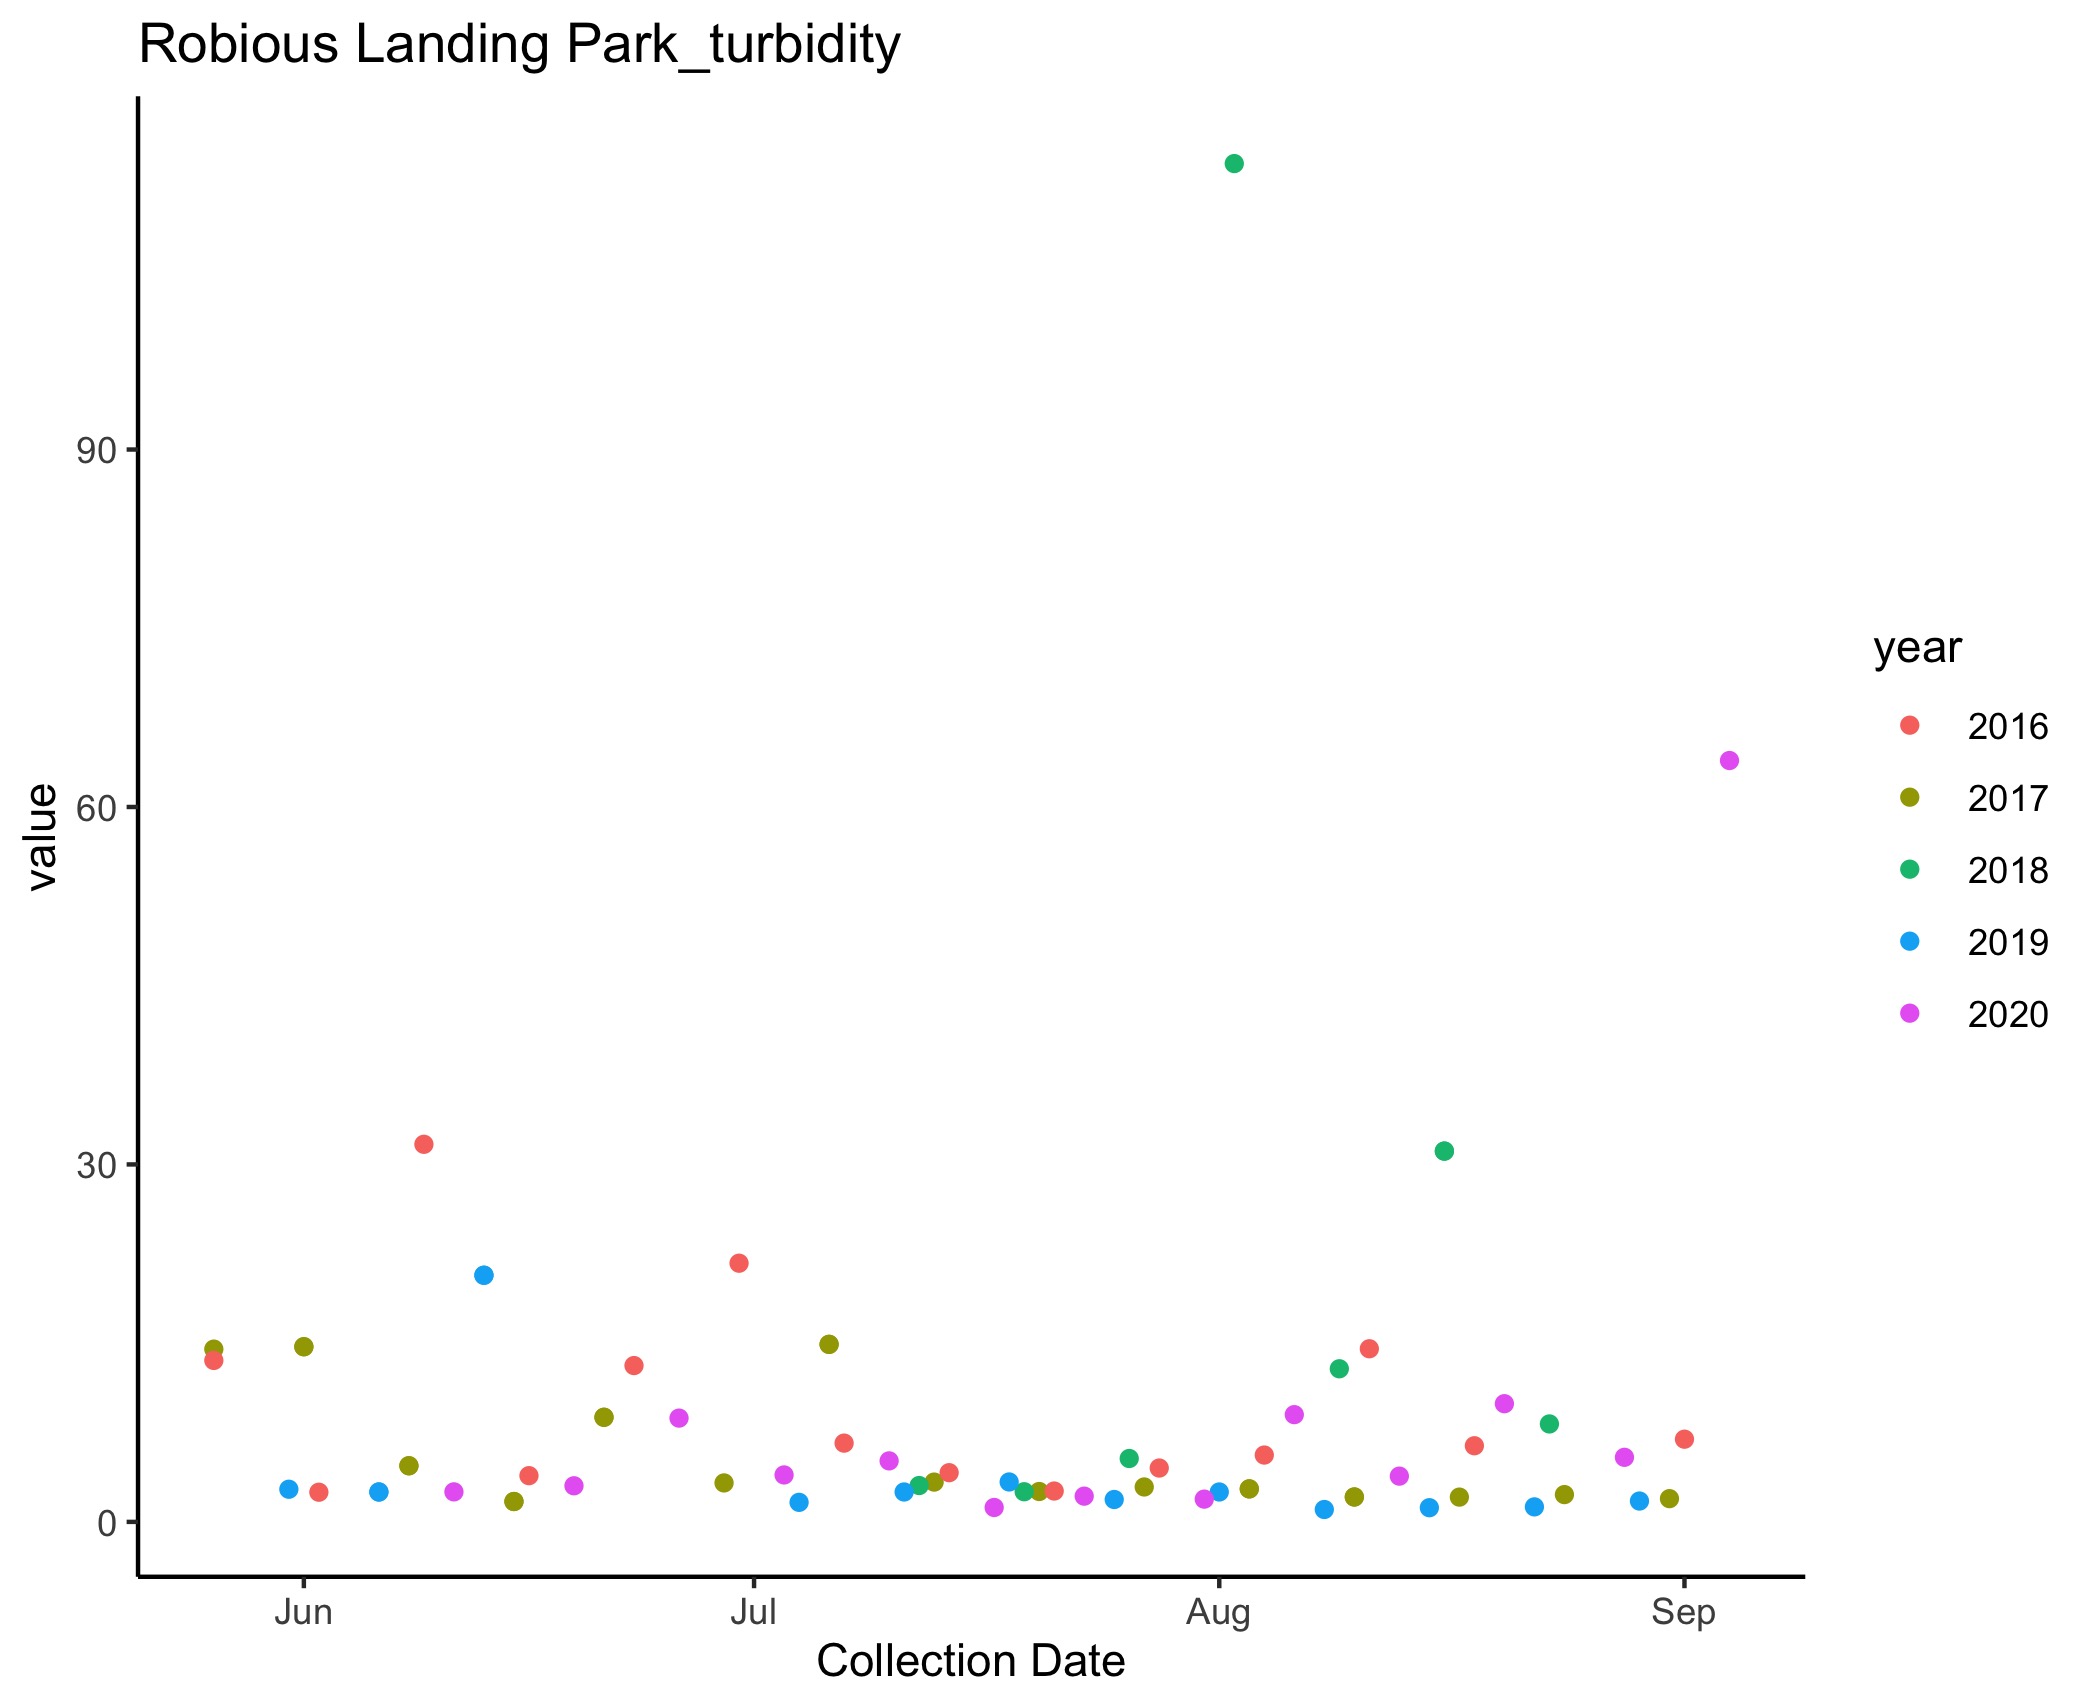 Robious Landing Park_turbidity
90
60
30
0
value
Jun Jul Aug Sep
Collection Date
year
2016
2017
2018
2019
2020